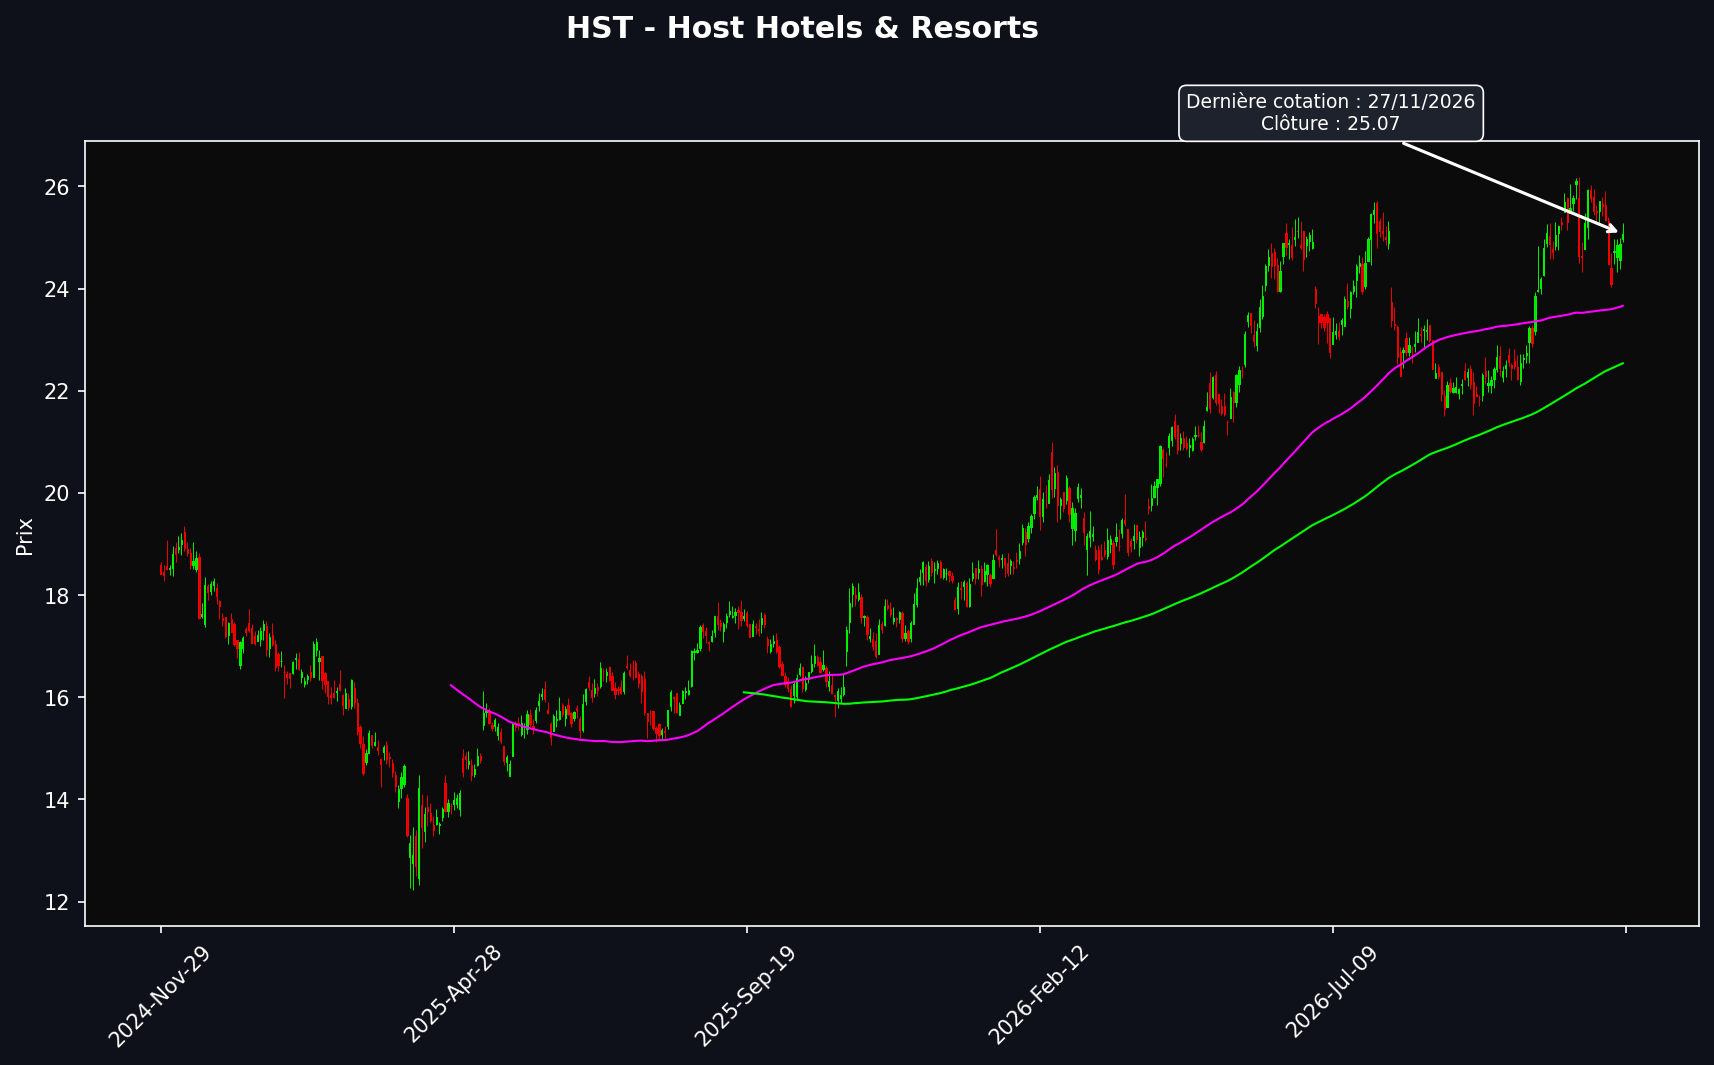 HST - Host Hotels & Resorts
Dernière cotation : 27/11/2026
Clôture : 25.07
Prix
26
24
22
20
18
16
14
12
2024-Nov-29
2025-Apr-28
2025-Sep-19
2026-Feb-12
2026-Jul-09